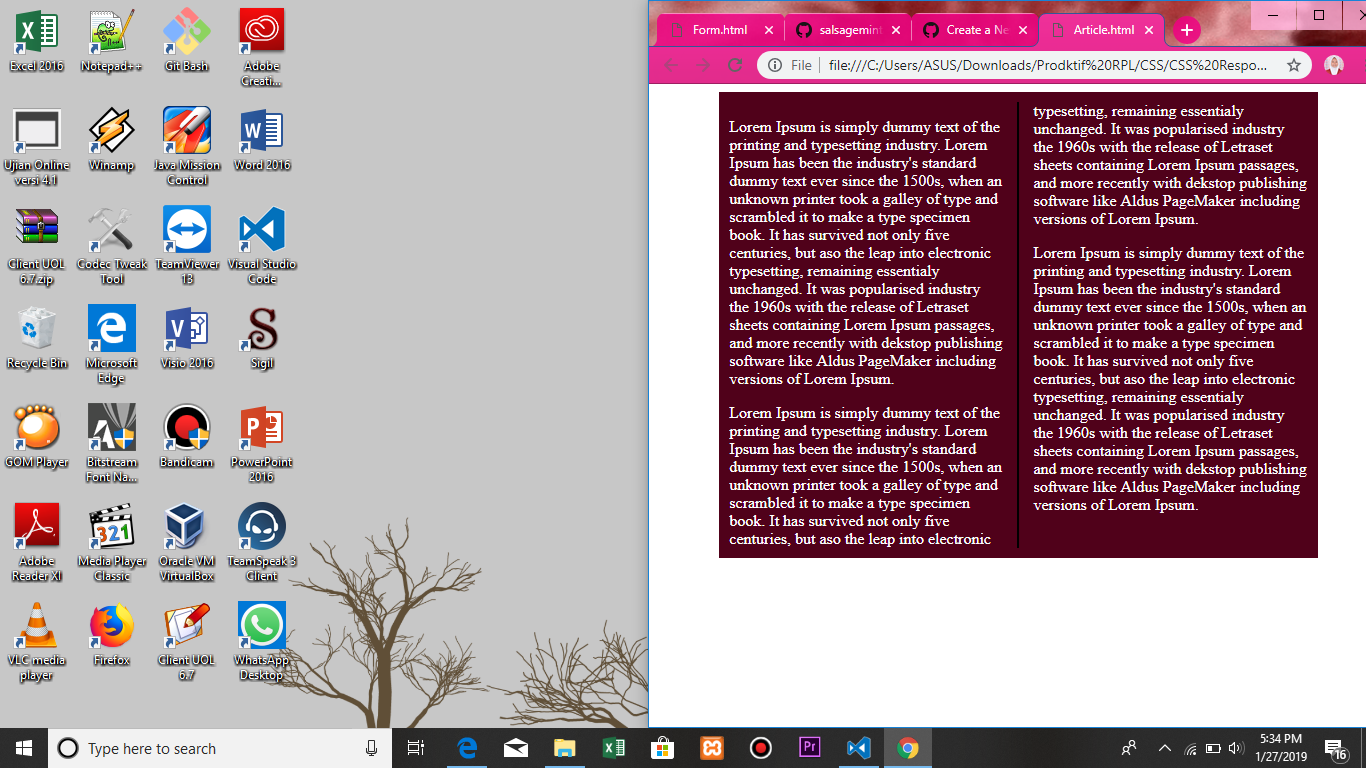 Excel 2016
Notepad++
Git Bash
Adobe
Creati...
Ujian Online
versi 4.1
Winamp
Java Mission
Control
Word 2016
Client UOL
6.7.zip
Codec Tweak
Tool
TeamViewer
13
Visual Studio
Code
Recycle Bin
Microsoft
Edge
Visio 2016
Sigil
GOM Player
Bitstream
Font Na...
Bandicam
PowerPoint
2016
Adobe
Reader XI
Media Player
Classic
Oracle VM
VirtualBox
TeamSpeak 3
Client
VLC media
player
Firefox
Client UOL
6.7
WhatsApp
Desktop
Form.html
salsagemint
Create a Ne
Article.html
File
file:///C:/Users/ASUS/Downloads/Prodktif%20RPL/CSS/CSS%20Respo...
Lorem Ipsum is simply dummy text of the
printing and typesetting industry. Lorem
Ipsum has been the industry's standard
dummy text ever since the 1500s, when an
unknown printer took a galley of type and
scrambled it to make a type specimen
book. It has survived not only five
centuries, but aso the leap into electronic
typesetting, remaining essentialy
unchanged. It was popularised industry
the 1960s with the release of Letraset
sheets containing Lorem Ipsum passages,
and more recently with dekstop publishing
software like Aldus PageMaker including
versions of Lorem Ipsum.
Lorem Ipsum is simply dummy text of the
printing and typesetting industry. Lorem
Ipsum has been the industry's standard
dummy text ever since the 1500s, when an
unknown printer took a galley of type and
scrambled it to make a type specimen
book. It has survived not only five
centuries, but aso the leap into electronic
typesetting, remaining essentialy
unchanged. It was popularised industry
the 1960s with the release of Letraset
sheets containing Lorem Ipsum passages,
and more recently with dekstop publishing
software like Aldus PageMaker including
versions of Lorem Ipsum.
Lorem Ipsum is simply dummy text of the
printing and typesetting industry. Lorem
Ipsum has been the industry's standard
dummy text ever since the 1500s, when an
unknown printer took a galley of type and
scrambled it to make a type specimen
book. It has survived not only five
centuries, but aso the leap into electronic
typesetting, remaining essentialy
unchanged. It was popularised industry
the 1960s with the release of Letraset
sheets containing Lorem Ipsum passages,
and more recently with dekstop publishing
software like Aldus PageMaker including
versions of Lorem Ipsum.
Type here to search
5:34 PM
1/27/2019
16